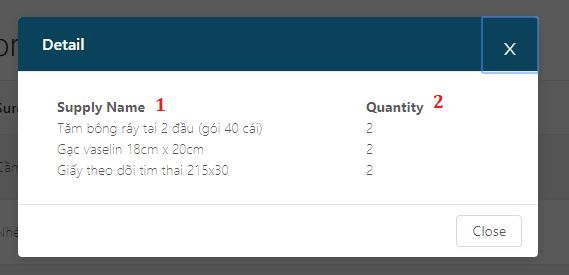 Detail
X
Supply Name 1 Quantity 2
Tăm bông ráy tai 2 đầu (gói 40 cái) 2
Gạc vaselin 18cm x 20cm 2
Giấy theo dõi tim thai 215x30 2
Close